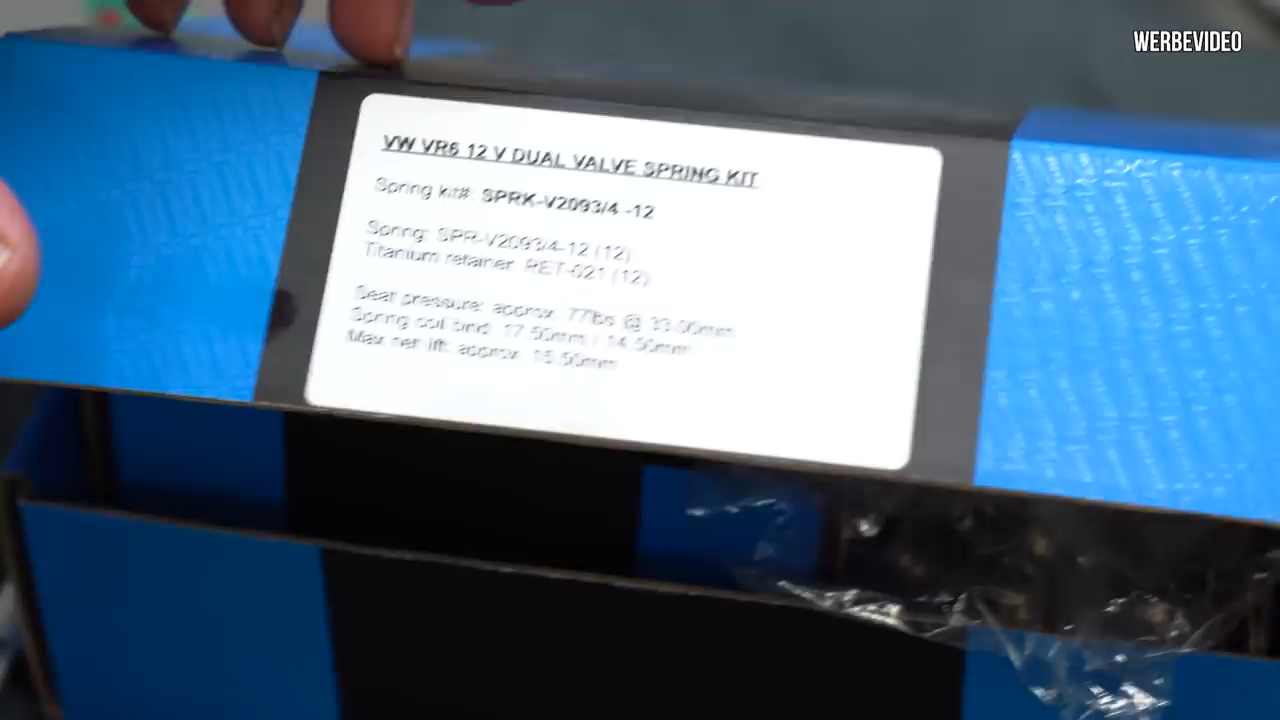 WERBEVIDEO
VW VR6 12 V DUAL VALVE SPRING KIT
Spring kit#: SPRK-V2093/4 -12
Spring: SPR-V2093/4-12 (12)
Titanium retainer: RET-021 (12)
Seat pressure: approx. 77lbs @ 33.00mm
Spring coil bind: 17.50mm / 14.50mm
Max net lift: approx. 15.50mm